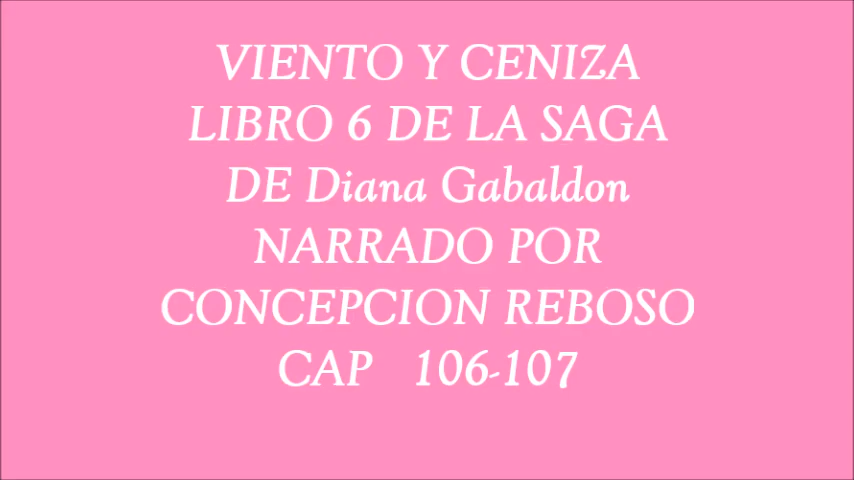 VIENTO Y CENIZA
LIBRO 6 DE LA SAGA
DE Diana Gabaldon
NARRADO POR
CONCEPCION REBOSO
CAP 106-107